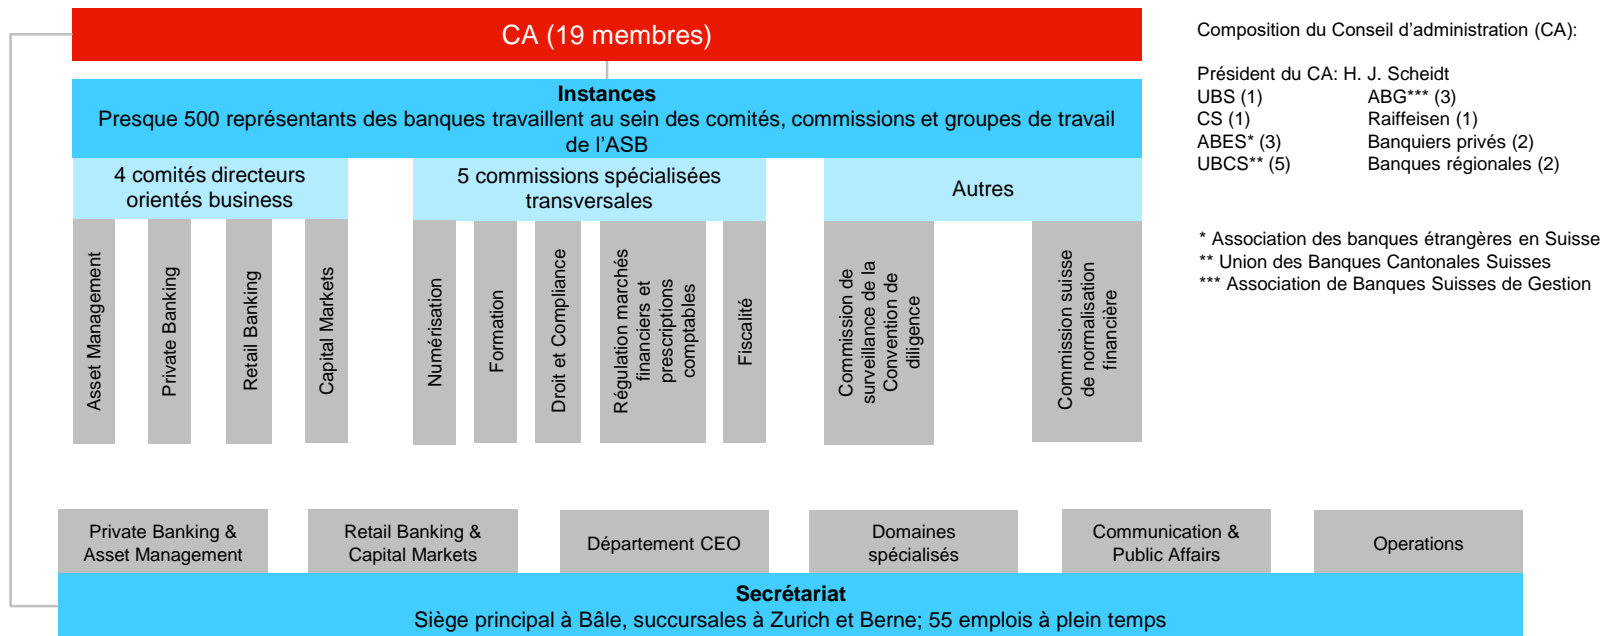 CA (19 membres)
Instances
Presque 500 représentants des banques travaillent au sein des comités, commissions et groupes de travail
de l'ASB
4 comités directeurs
orientés business
5 commissions spécialisées
transversales
Autres
Asset Management
Private Banking
Retail Banking
Capital Markets
Numérisation
Formation
Droit et Compliance
Régulation marchés
financiers et
prescriptions
comptables
Fiscalité
Commission de
surveillance de la
Convention de
diligence
Commission suisse
de normalisation
financière
Private Banking &
Asset Management
Retail Banking &
Capital Markets
Département CEO
Domaines
spécialisés
Communication &
Public Affairs
Operations
Secrétariat
Siège principal à Bâle, succursales à Zurich et Berne; 55 emplois à plein temps
Composition du Conseil d'administration (CA):
Président du CA: H. J. Scheidt
UBS (1) ABG*** (3)
CS (1) Raiffeisen (1)
ABES* (3) Banquiers privés (2)
UBCS** (5) Banques régionales (2)
* Association des banques étrangères en Suisse
** Union des Banques Cantonales Suisses
*** Association de Banques Suisses de Gestion